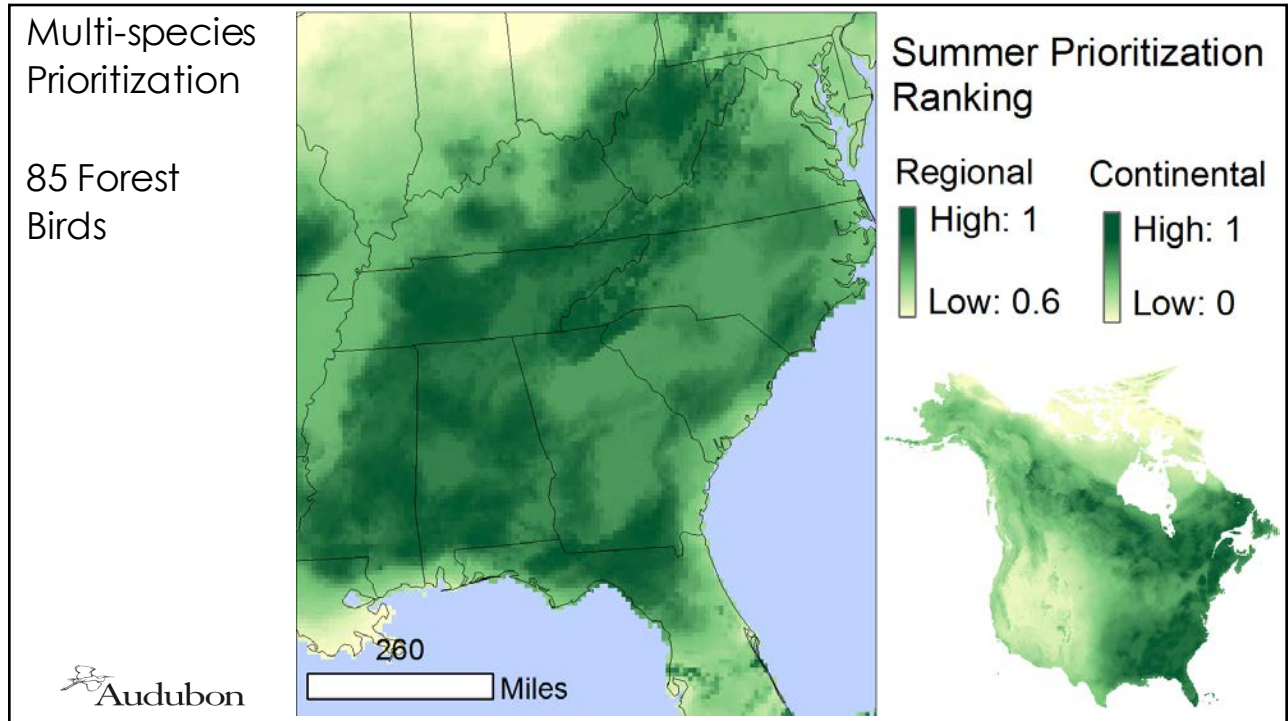 Multi-species
Prioritization
85 Forest
Birds
Audubon
260
Miles
Summer Prioritization
Ranking
Regional
High: 1
Low: 0.6
Continental
High: 1
Low: 0